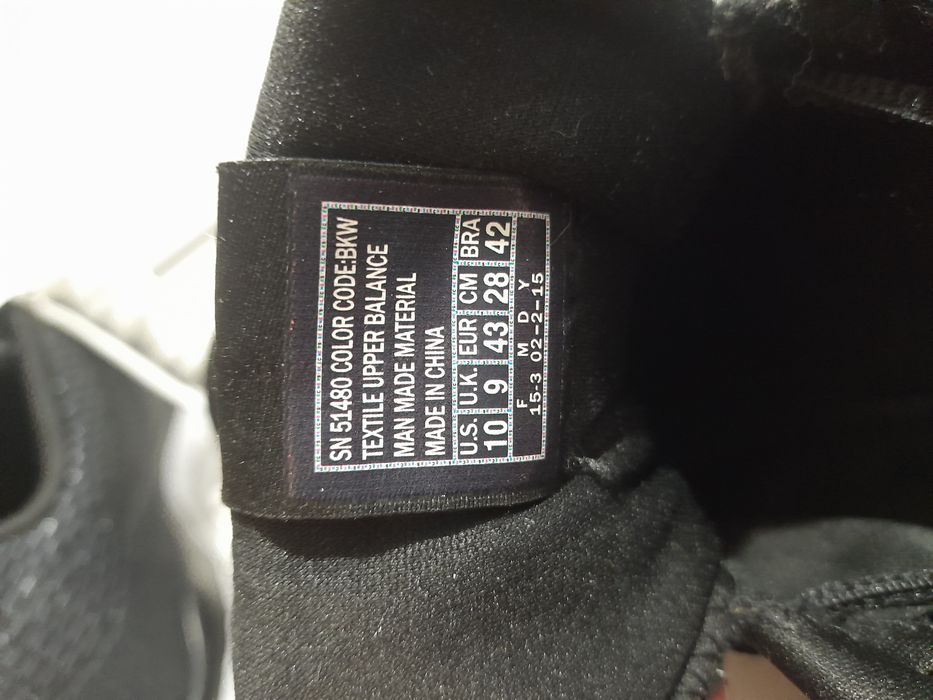 SN 51480 COLOR CODE:BKW
TEXTILE UPPER BALANCE
MAN MADE MATERIAL
MADE IN CHINA
U.S. U.K. EUR CM BRA
10 9 43 28 42
F M D Y
15-3 02-2-15